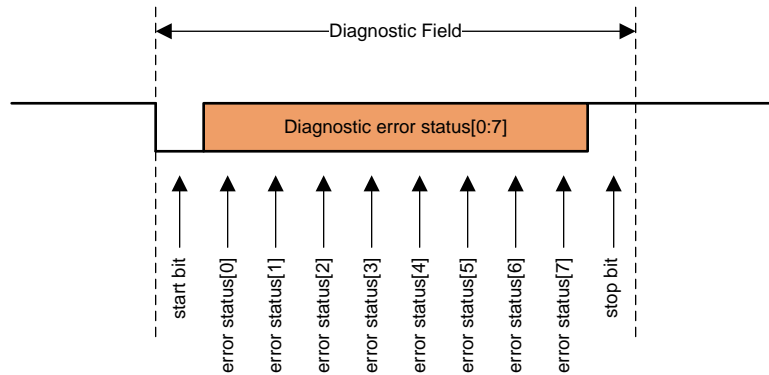 Diagnostic Field
Diagnostic error status[0:7]
start bit
error status[0]
error status[1]
error status[2]
error status[3]
error status[4]
error status[5]
error status[6]
error status[7]
stop bit